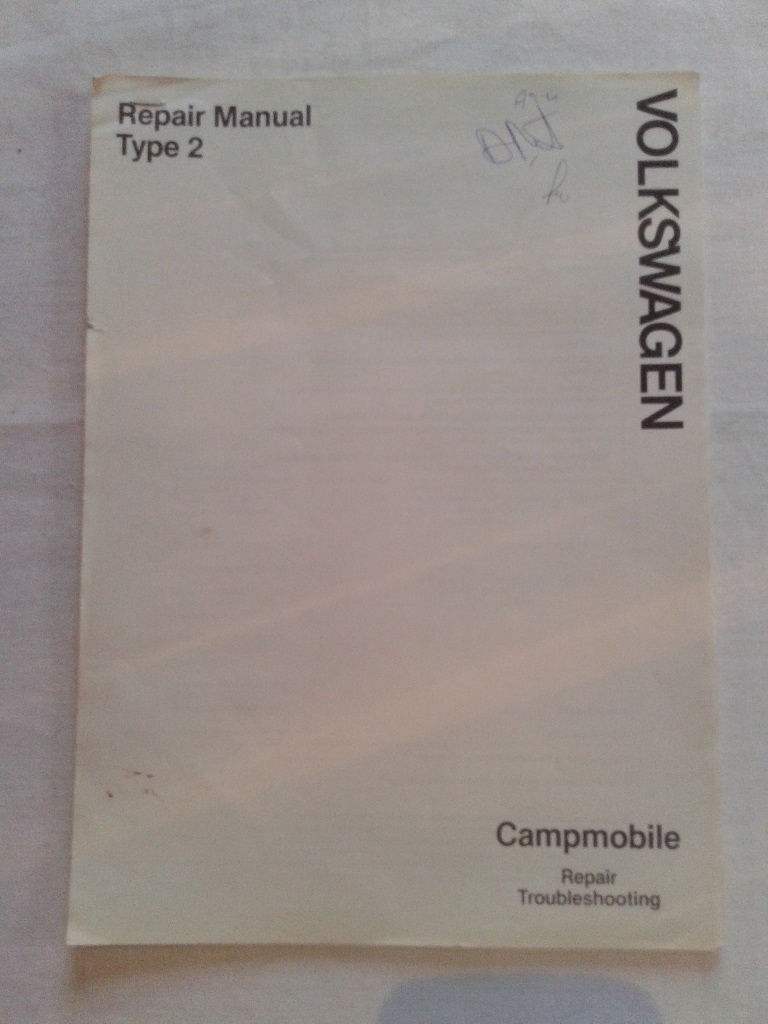 Repair Manual
Type 2
VOLKSWAGEN
Campmobile
Repair
Troubleshooting